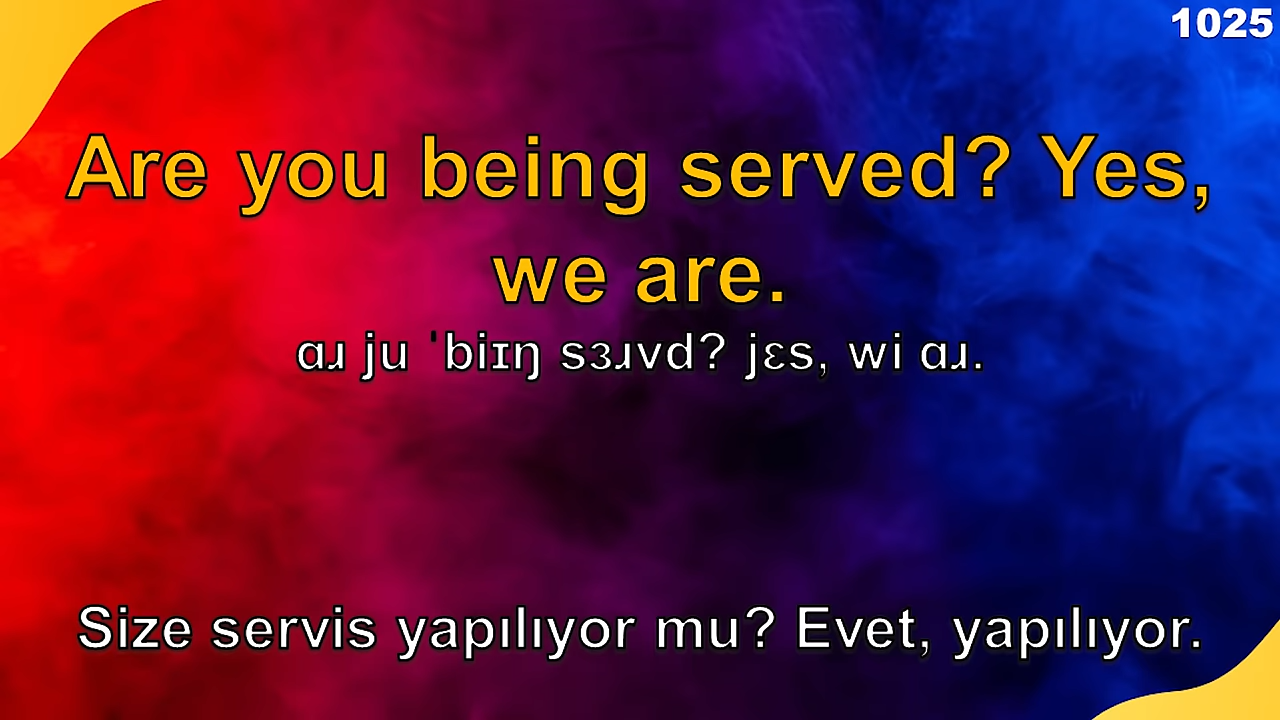 1025
Are you being served? Yes,
we are.
ɑɹ ju ˈbiɪŋ sɜɹvd? jɛs, wi ɑɹ.
Size servis yapılıyor mu? Evet, yapılıyor.